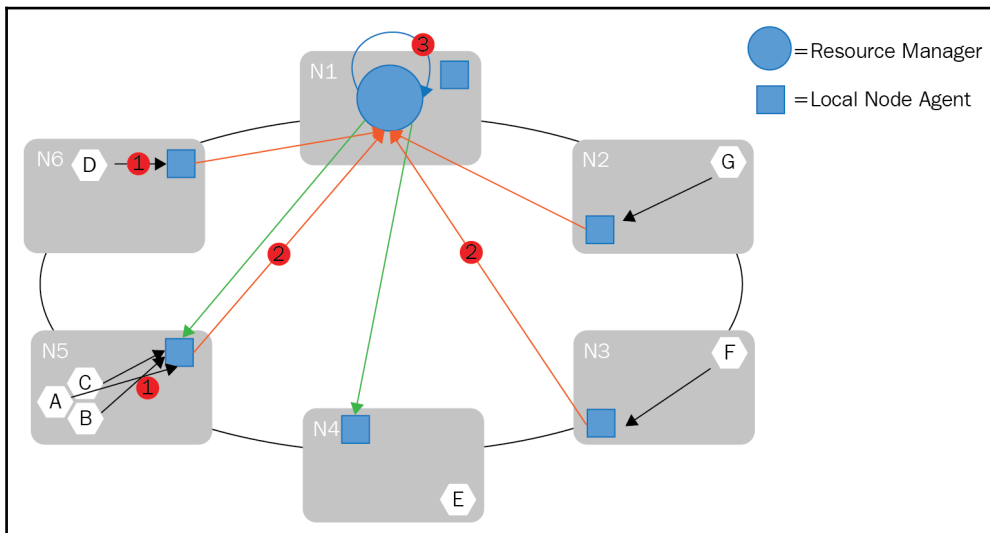 3
N1
=Resource Manager
=Local Node Agent
N6
D
1
N2
G
2
2
N5
C
A
B
1
N3
F
N4
E